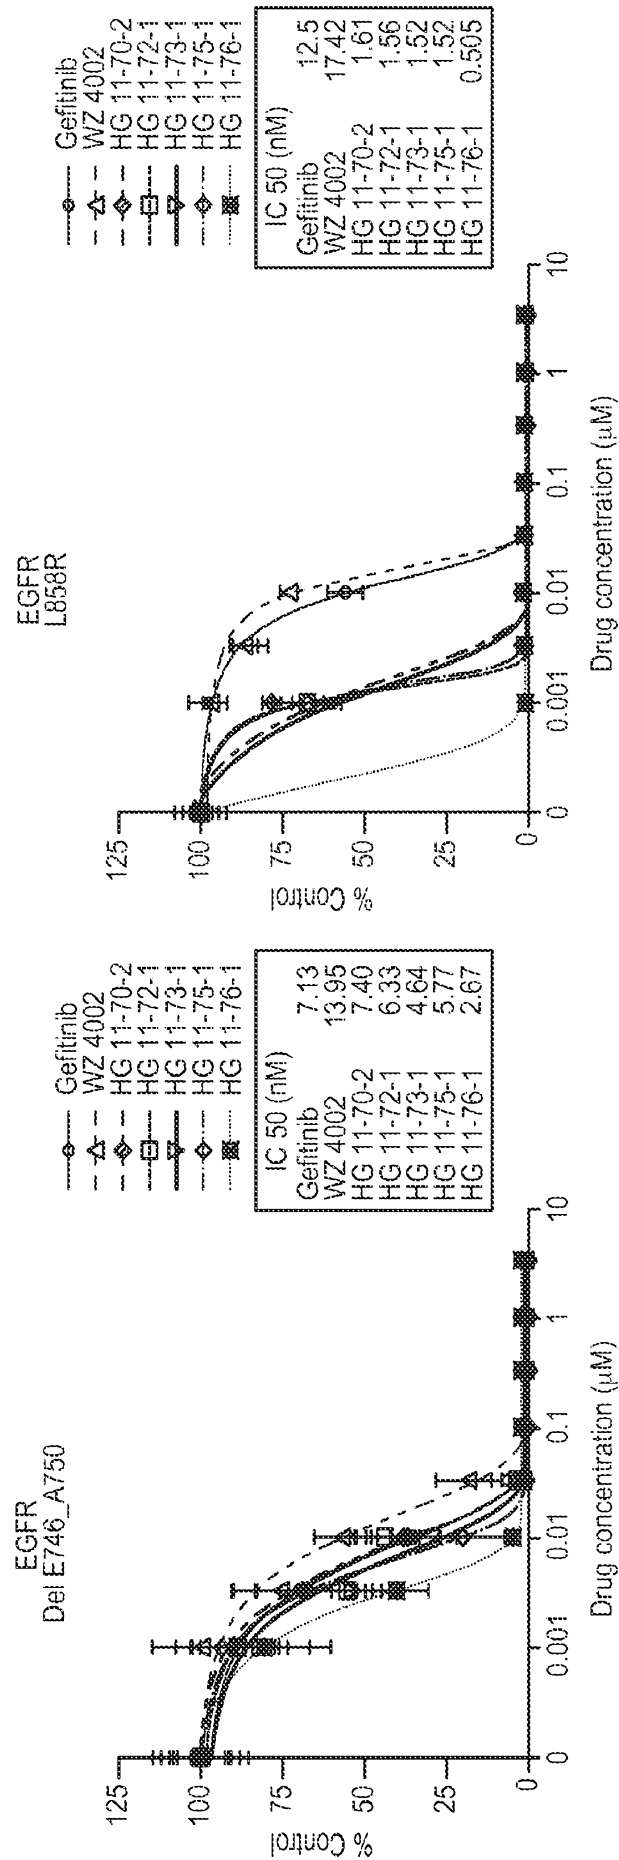 EGFR
Del E746_A750
125
100
75
50
25
0
% Control
0
0.001
0.01
0.1
1
10
Drug concentration (µM)
Gefitinib
WZ 4002
HG 11-70-2
HG 11-72-1
HG 11-73-1
HG 11-75-1
HG 11-76-1
IC 50 (nM)
Gefitinib 7.13
WZ 4002 13.95
HG 11-70-2 7.40
HG 11-72-1 6.33
HG 11-73-1 4.64
HG 11-75-1 5.77
HG 11-76-1 2.67
EGFR
L858R
125
100
75
50
25
0
% Control
0
0.001
0.01
0.1
1
10
Drug concentration (µM)
Gefitinib
WZ 4002
HG 11-70-2
HG 11-72-1
HG 11-73-1
HG 11-75-1
HG 11-76-1
IC 50 (nM)
Gefitinib 12.5
WZ 4002 17.42
HG 11-70-2 1.61
HG 11-72-1 1.56
HG 11-73-1 1.52
HG 11-75-1 1.52
HG 11-76-1 0.505